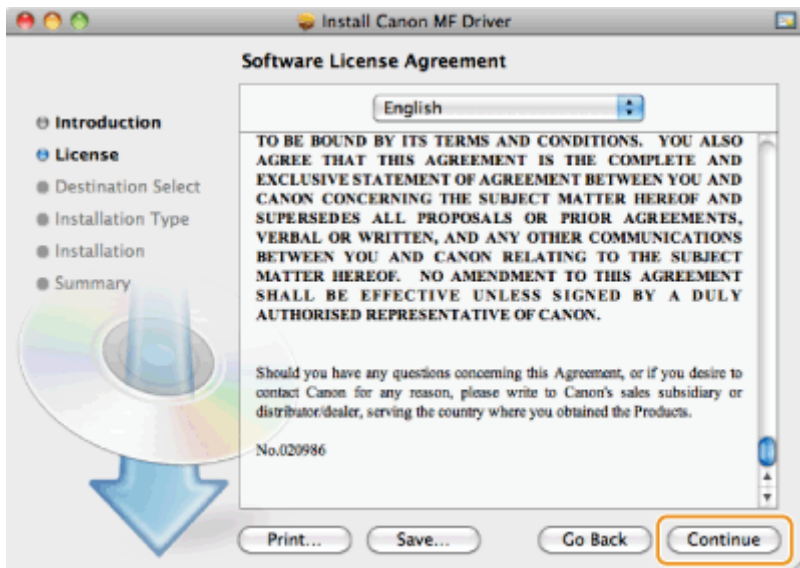 Install Canon MF Driver
Software License Agreement
Introduction
License
Destination Select
Installation Type
Installation
Summary
English
TO BE BOUND BY ITS TERMS AND CONDITIONS. YOU ALSO
AGREE THAT THIS AGREEMENT IS THE COMPLETE AND
EXCLUSIVE STATEMENT OF AGREEMENT BETWEEN YOU AND
CANON CONCERNING THE SUBJECT MATTER HEREOF AND
SUPERSEDES ALL PROPOSALS OR PRIOR AGREEMENTS,
VERBAL OR WRITTEN, AND ANY OTHER COMMUNICATIONS
BETWEEN YOU AND CANON RELATING TO THE SUBJECT
MATTER HEREOF. NO AMENDMENT TO THIS AGREEMENT
SHALL BE EFFECTIVE UNLESS SIGNED BY A DULY
AUTHORISED REPRESENTATIVE OF CANON.
Should you have any questions concerning this Agreement, or if you desire to
contact Canon for any reason, please write to Canon's sales subsidiary or
distributor/dealer, serving the country where you obtained the Products.
No.020986
Print...
Save...
Go Back
Continue